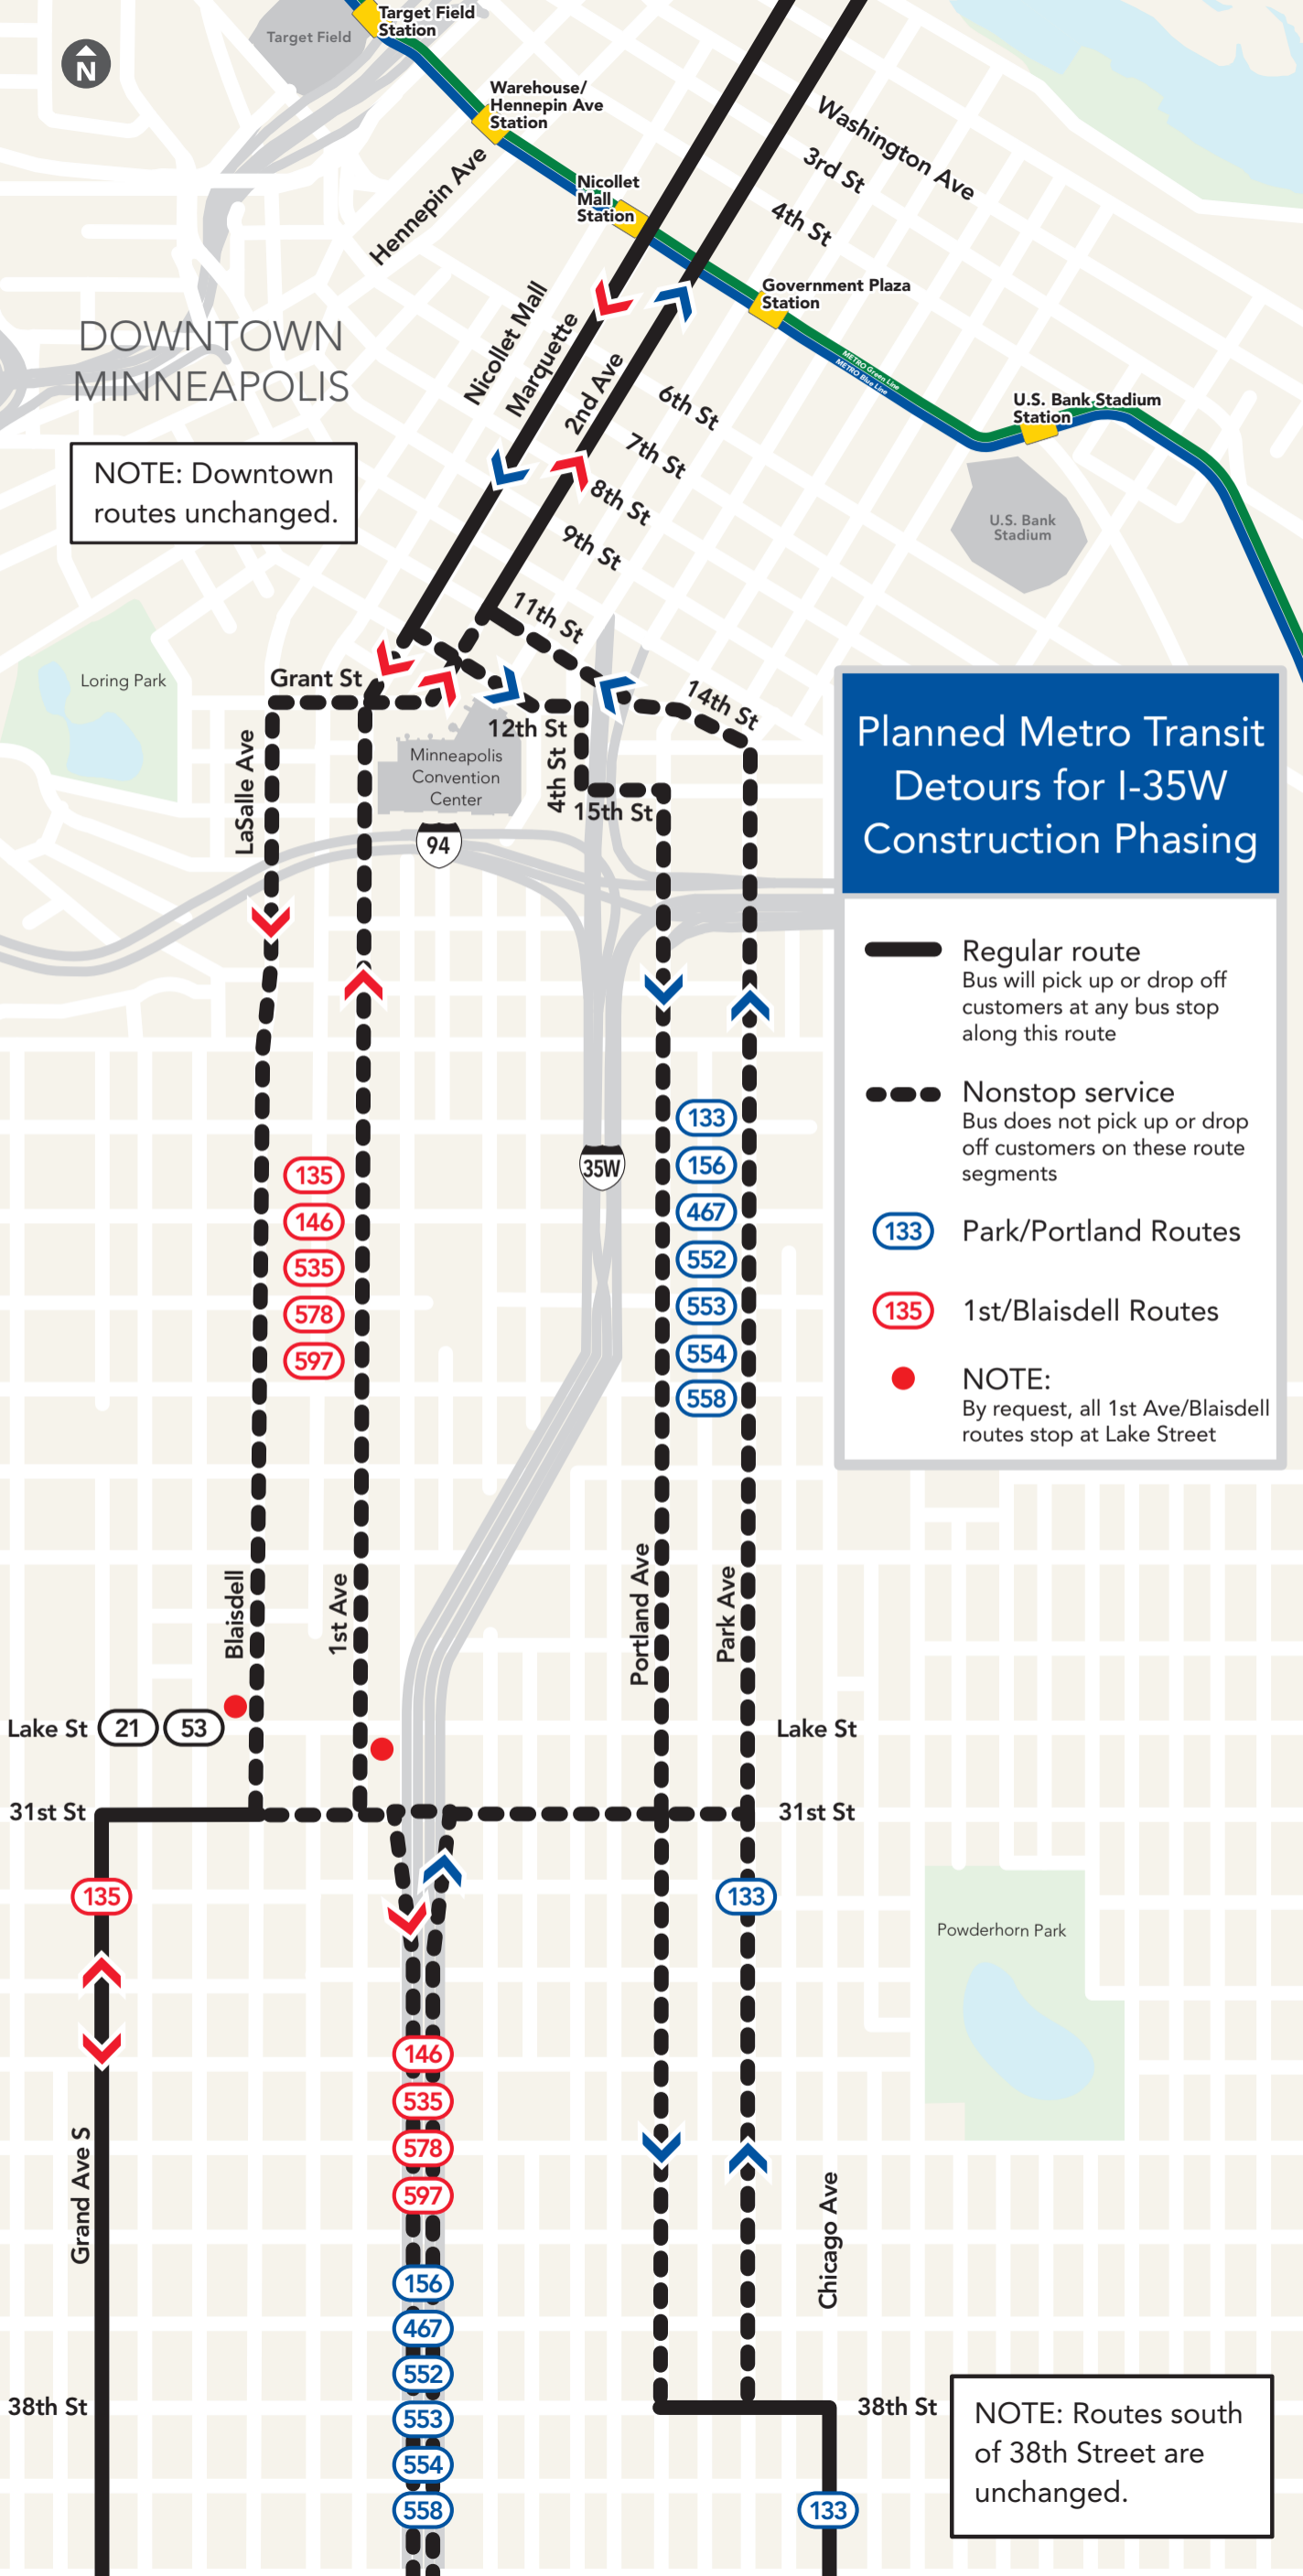 Target Field
Station
Target Field
N
Warehouse/
Hennepin Ave
Station
Washington Ave
3rd St
Hennepin Ave
Nicollet
Mall
Station
4th St
Government Plaza
Station
Nicollet Mall
Marquette
2nd Ave
METRO Green Line
METRO Blue Line
DOWNTOWN
MINNEAPOLIS
6th St
U.S. Bank Stadium
Station
7th St
NOTE: Downtown
routes unchanged.
8th St
U.S. Bank
Stadium
9th St
11th St
Loring Park
Grant St
14th St
12th St
LaSalle Ave
Minneapolis
Convention
Center
4th St
15th St
94
Planned Metro Transit
Detours for I-35W
Construction Phasing
Regular route
Bus will pick up or drop off
customers at any bus stop
along this route
Nonstop service
Bus does not pick up or drop
off customers on these route
segments
133 Park/Portland Routes
135 1st/Blaisdell Routes
NOTE:
By request, all 1st Ave/Blaisdell
routes stop at Lake Street
35W
135
146
535
578
597
133
156
467
552
553
554
558
Blaisdell
1st Ave
Portland Ave
Park Ave
Lake St 21 53
Lake St
31st St
31st St
135
133
Powderhorn Park
146
535
578
597
Grand Ave S
Chicago Ave
156
467
552
553
554
558
38th St
38th St
NOTE: Routes south
of 38th Street are
unchanged.
133